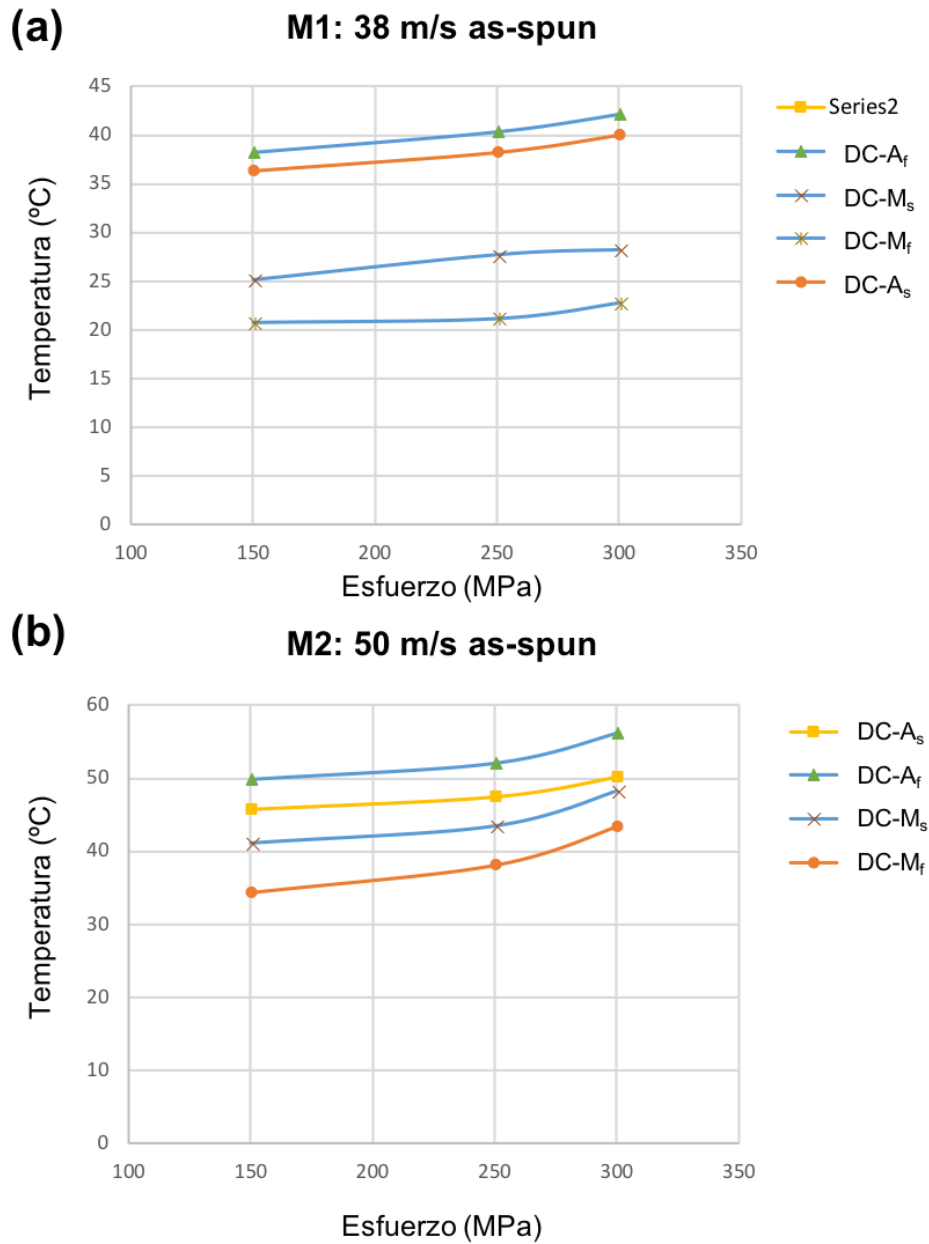 (a)
M1: 38 m/s as-spun
45
40
35
30
25
20
15
10
5
0
Temperatura (ºC)
100 150 200 250 300 350
Esfuerzo (MPa)
Series2
DC-Af
DC-Ms
DC-Mf
DC-As
(b)
M2: 50 m/s as-spun
60
50
40
30
20
10
0
Temperatura (ºC)
100 150 200 250 300 350
Esfuerzo (MPa)
DC-As
DC-Af
DC-Ms
DC-Mf